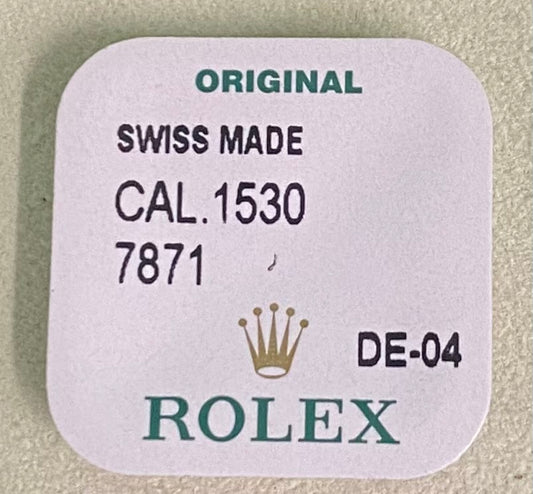 ORIGINAL
SWISS MADE
CAL.1530
7871
DE-04
ROLEX